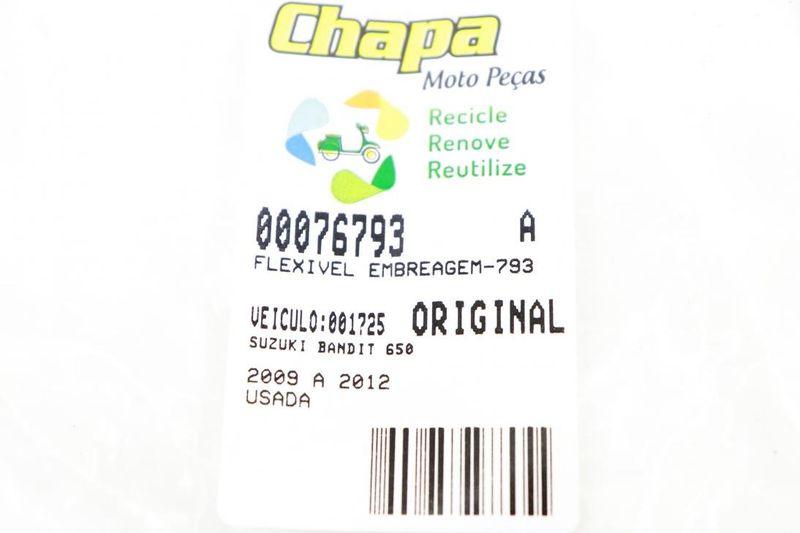 Chapa
Moto Peças
Recicle
Renove
Reutilize
00076793 A
FLEXIVEL EMBREAGEM-793
VEICULO:001725 ORIGINAL
SUZUKI BANDIT 650
2009 A 2012
USADA